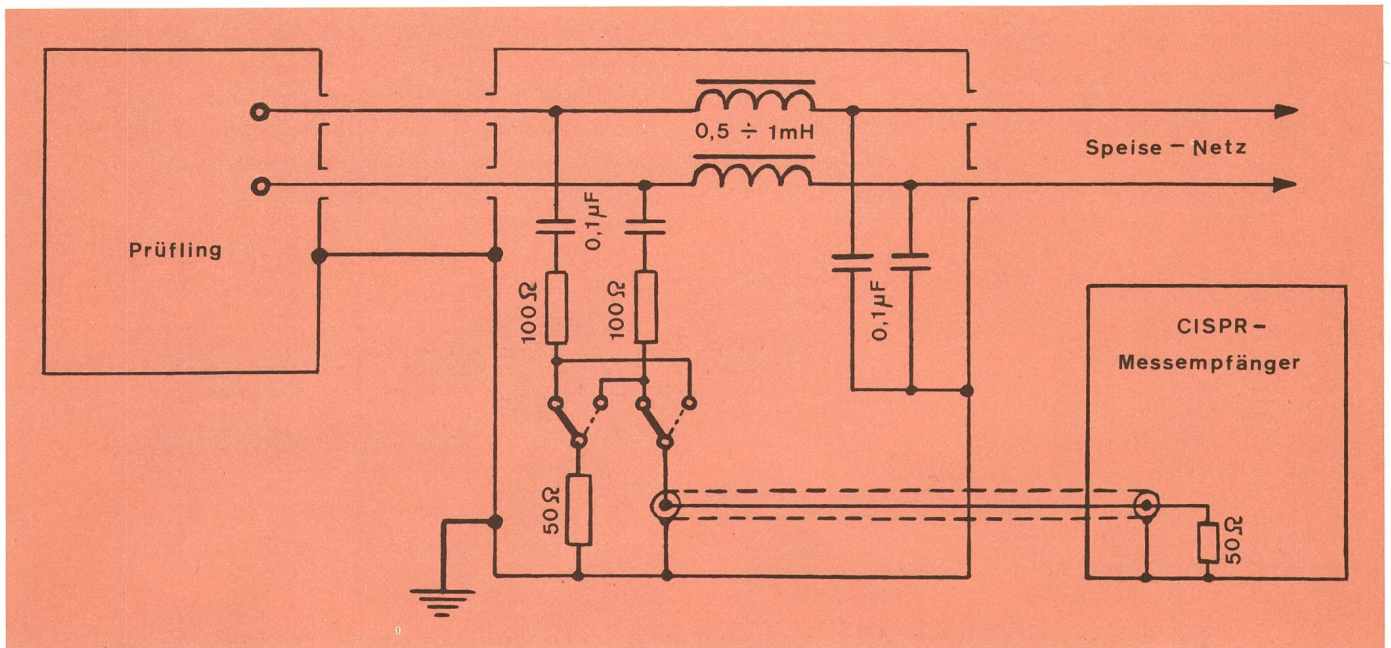 0,5 ÷ 1mH
Speise – Netz
Prüfling
0,1µF
100Ω
100Ω
0,1µF
CISPR –
Messempfänger
50Ω
50Ω